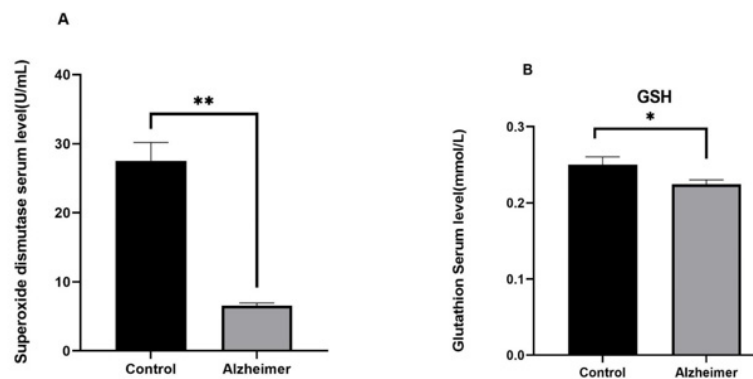 A
Superoxide dismutase serum level(U/mL)
40
30
20
10
0
**
Control
Alzheimer
B
GSH
Glutathion Serum level(mmol/L)
0.3
0.2
0.1
0.0
*
Control
Alzheimer